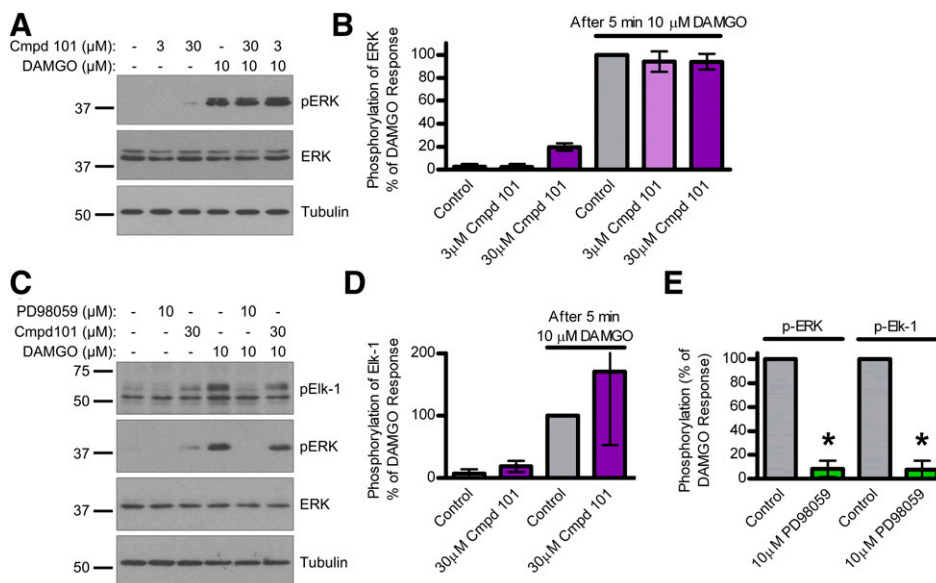 A
Cmpd 101 (µM): - 3 30 - 30 3
DAMGO (µM): - - - 10 10 10
37
pERK
37
ERK
50
Tubulin
B
After 5 min 10 µM DAMGO
Phosphorylation of ERK
% of DAMGO Response
100
80
60
40
20
0
Control
3µM Cmpd 101
30µM Cmpd 101
Control
3µM Cmpd 101
30µM Cmpd 101
C
PD98059 (µM): - 10 - - 10 -
Cmpd101 (µM): - - 30 - - 30
DAMGO (µM): - - - 10 10 10
75
50
pElk-1
37
pERK
37
ERK
50
Tubulin
D
After 5 min
10 µM DAMGO
Phosphorylation of Elk-1
% of DAMGO Response
200
100
0
Control
30µM Cmpd 101
Control
30µM Cmpd 101
E
p-ERK p-Elk-1
Phosphorylation (% of
DAMGO Response)
100
80
60
40
20
0
* *
Control
10µM PD98059
Control
10µM PD98059